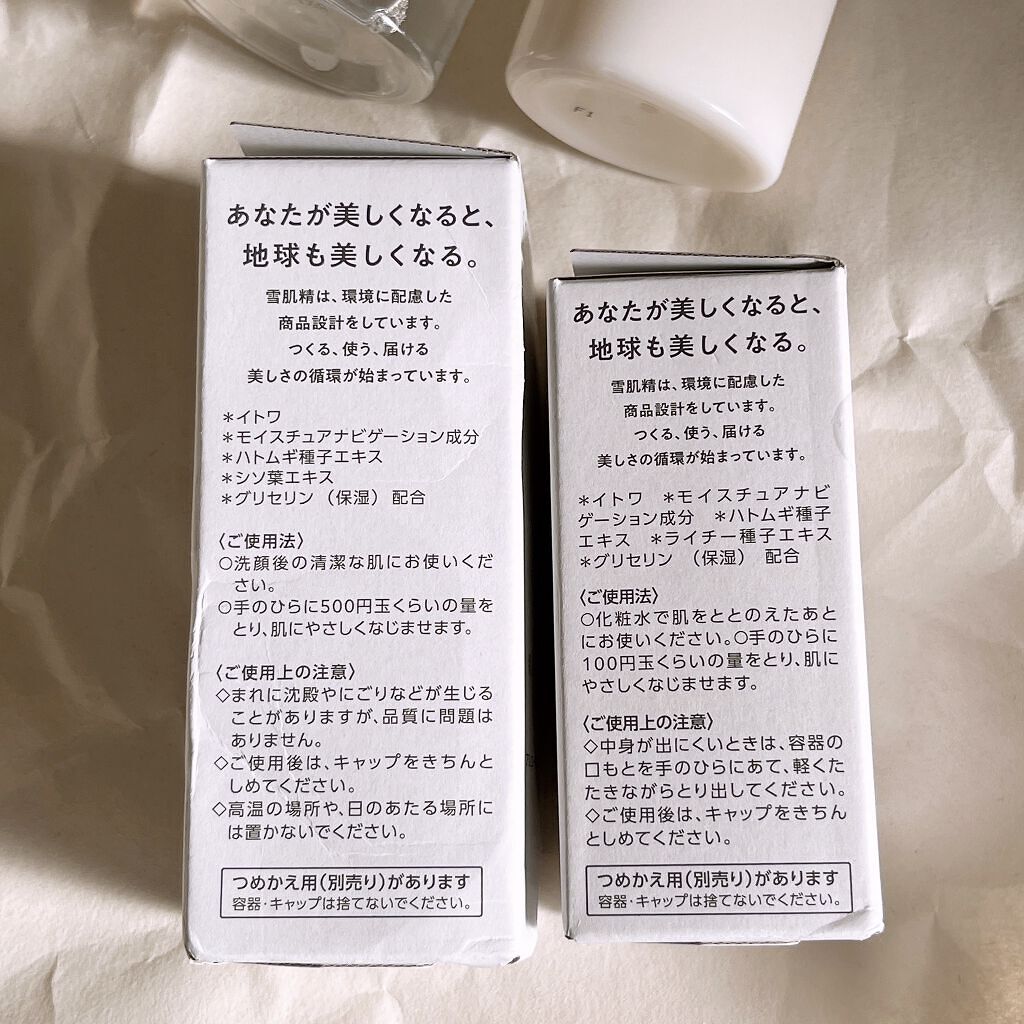 F1
あなたが美しくなると、
地球も美しくなる。
雪肌精は、環境に配慮した
商品設計をしています。
つくる、使う、届ける
美しさの循環が始まっています。
＊イトワ
＊モイスチュアナビゲーション成分
＊ハトムギ種子エキス
＊シソ葉エキス
＊グリセリン （保湿） 配合
〈ご使用法〉
○洗顔後の清潔な肌にお使いくだ
さい。
○手のひらに500円玉くらいの量を
とり、肌にやさしくなじませます。
〈ご使用上の注意〉
◇まれに沈殿やにごりなどが生じる
ことがありますが、品質に問題は
ありません。
◇ご使用後は、キャップをきちんと
しめてください。
◇高温の場所や、日のあたる場所に
は置かないでください。
つめかえ用(別売り)があります
容器・キャップは捨てないでください。
あなたが美しくなると、
地球も美しくなる。
雪肌精は、環境に配慮した
商品設計をしています。
つくる、使う、届ける
美しさの循環が始まっています。
＊イトワ ＊モイスチュアナビ
ゲーション成分 ＊ハトムギ種子
エキス ＊ライチー種子エキス
＊グリセリン （保湿） 配合
〈ご使用法〉
○化粧水で肌をととのえたあと
にお使いください。○手のひらに
100円玉くらいの量をとり、肌に
やさしくなじませます。
〈ご使用上の注意〉
◇中身が出にくいときは、容器の
口もとを手のひらにあて、軽くた
たきながらとり出してください。
◇ご使用後は、キャップをきちん
としめてください。
つめかえ用(別売り)があります
容器・キャップは捨てないでください。